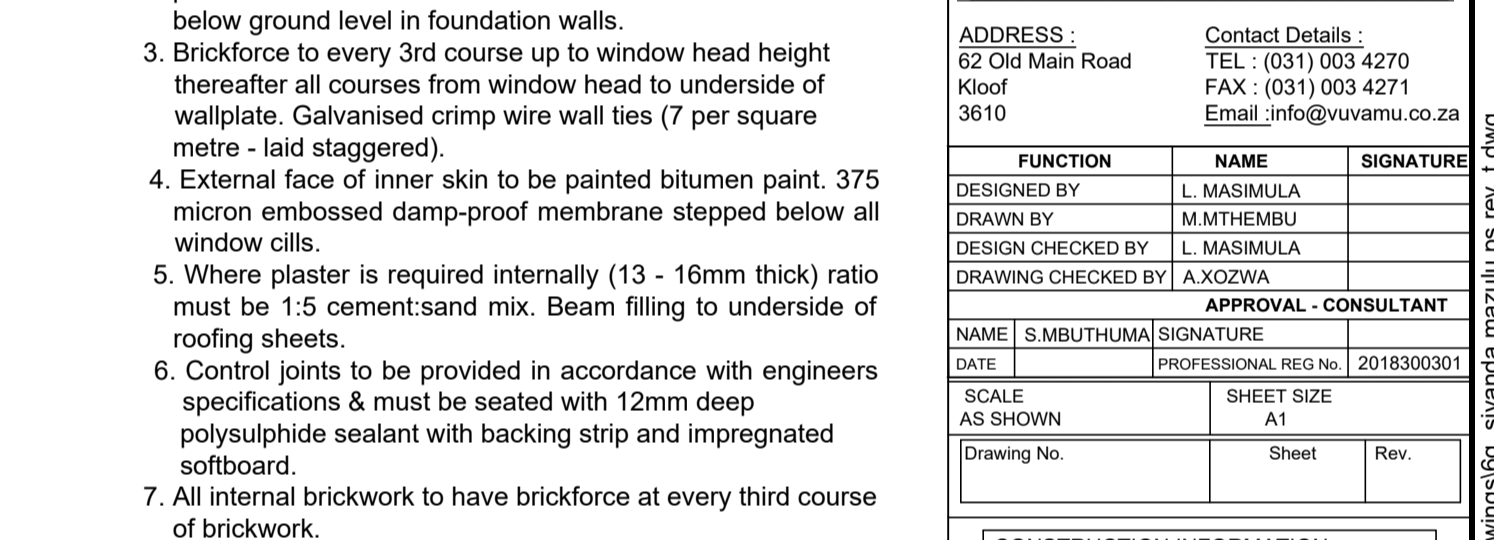 below ground level in foundation walls.
3. Brickforce to every 3rd course up to window head height
thereafter all courses from window head to underside of
wallplate. Galvanised crimp wire wall ties (7 per square
metre - laid staggered).
4. External face of inner skin to be painted bitumen paint. 375
micron embossed damp-proof membrane stepped below all
window cills.
5. Where plaster is required internally (13 - 16mm thick) ratio
must be 1:5 cement:sand mix. Beam filling to underside of
roofing sheets.
6. Control joints to be provided in accordance with engineers
specifications & must be seated with 12mm deep
polysulphide sealant with backing strip and impregnated
softboard.
7. All internal brickwork to have brickforce at every third course
of brickwork.
ADDRESS :
62 Old Main Road
Kloof
3610
Contact Details :
TEL : (031) 003 4270
FAX : (031) 003 4271
Email :info@vuvamu.co.za
FUNCTION NAME SIGNATURE
DESIGNED BY L. MASIMULA
DRAWN BY M.MTHEMBU
DESIGN CHECKED BY L. MASIMULA
DRAWING CHECKED BY A.XOZWA
APPROVAL - CONSULTANT
NAME S.MBUTHUMA SIGNATURE
DATE PROFESSIONAL REG No. 2018300301
SCALE SHEET SIZE
AS SHOWN A1
Drawing No. Sheet Rev.
CONSTRUCTION INFORMATION